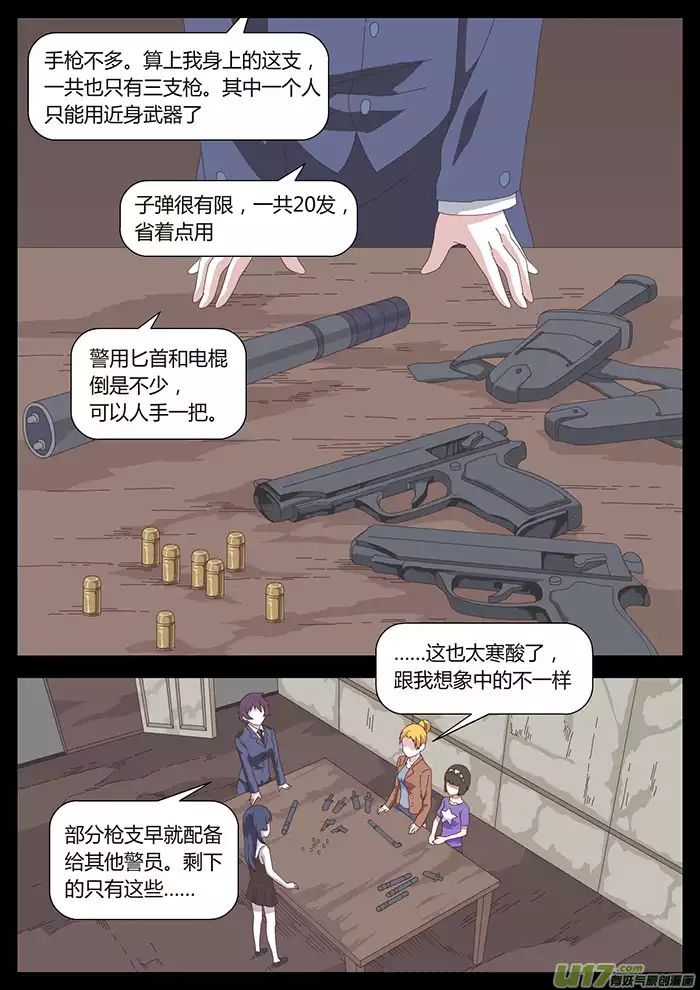 手枪不多。算上我身上的这支，
一共也只有三支枪。其中一个人
只能用近身武器了
子弹很有限，一共20发，
省着点用
警用匕首和电棍
倒是不少，
可以人手一把。
……这也太寒酸了，
跟我想象中的不一样
部分枪支早就配备
给其他警员。剩下
的只有这些……
U17.com
有妖气原创漫画